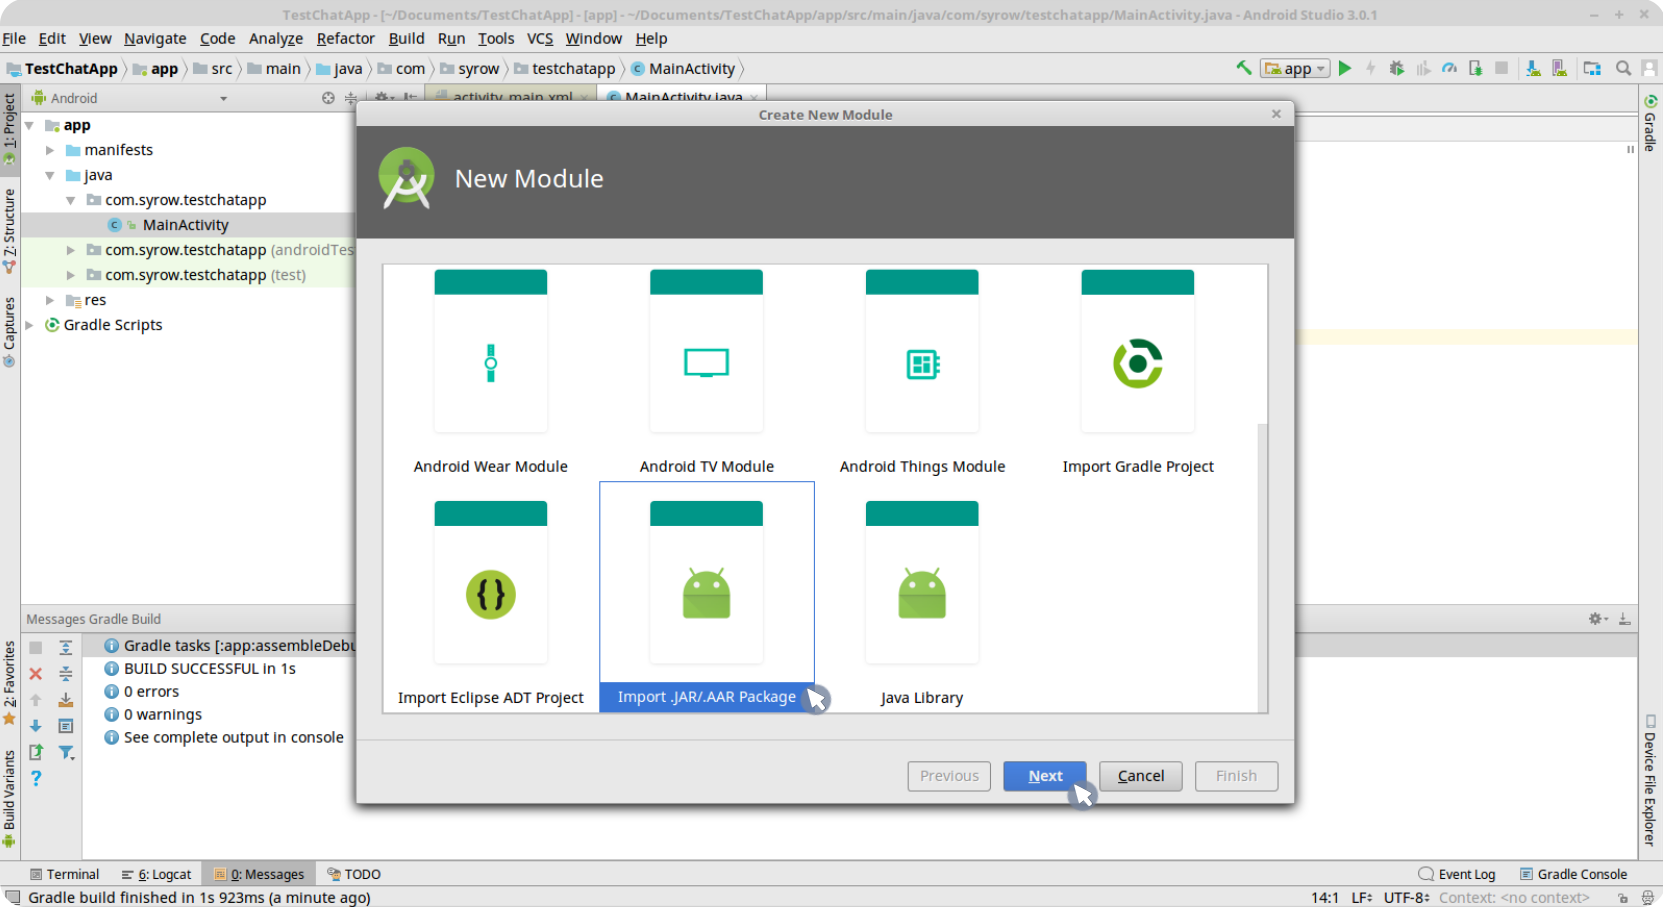 TestChatApp - [~/Documents/TestChatApp] - [app] - ~/Documents/TestChatApp/app/src/main/java/com/syrow/testchatapp/MainActivity.java - Android Studio 3.0.1
File Edit View Navigate Code Analyze Refactor Build Run Tools VCS Window Help
TestChatApp app src main java com syrow testchatapp MainActivity
app
1: Project
Android
activity_main.xml
MainActivity.java
Gradle
app
manifests
java
com.syrow.testchatapp
MainActivity
com.syrow.testchatapp (androidTes
com.syrow.testchatapp (test)
res
Gradle Scripts
7: Structure
Captures
Create New Module
New Module
Android Wear Module
Android TV Module
Android Things Module
Import Gradle Project
Import Eclipse ADT Project
Import .JAR/.AAR Package
Java Library
Previous
Next
Cancel
Finish
Messages Gradle Build
Gradle tasks [:app:assembleDebu
BUILD SUCCESSFUL in 1s
0 errors
0 warnings
See complete output in console
2: Favorites
Build Variants
Device File Explorer
Terminal
6: Logcat
0: Messages
TODO
Event Log
Gradle Console
Gradle build finished in 1s 923ms (a minute ago)
14:1 LF UTF-8 Context: <no context>